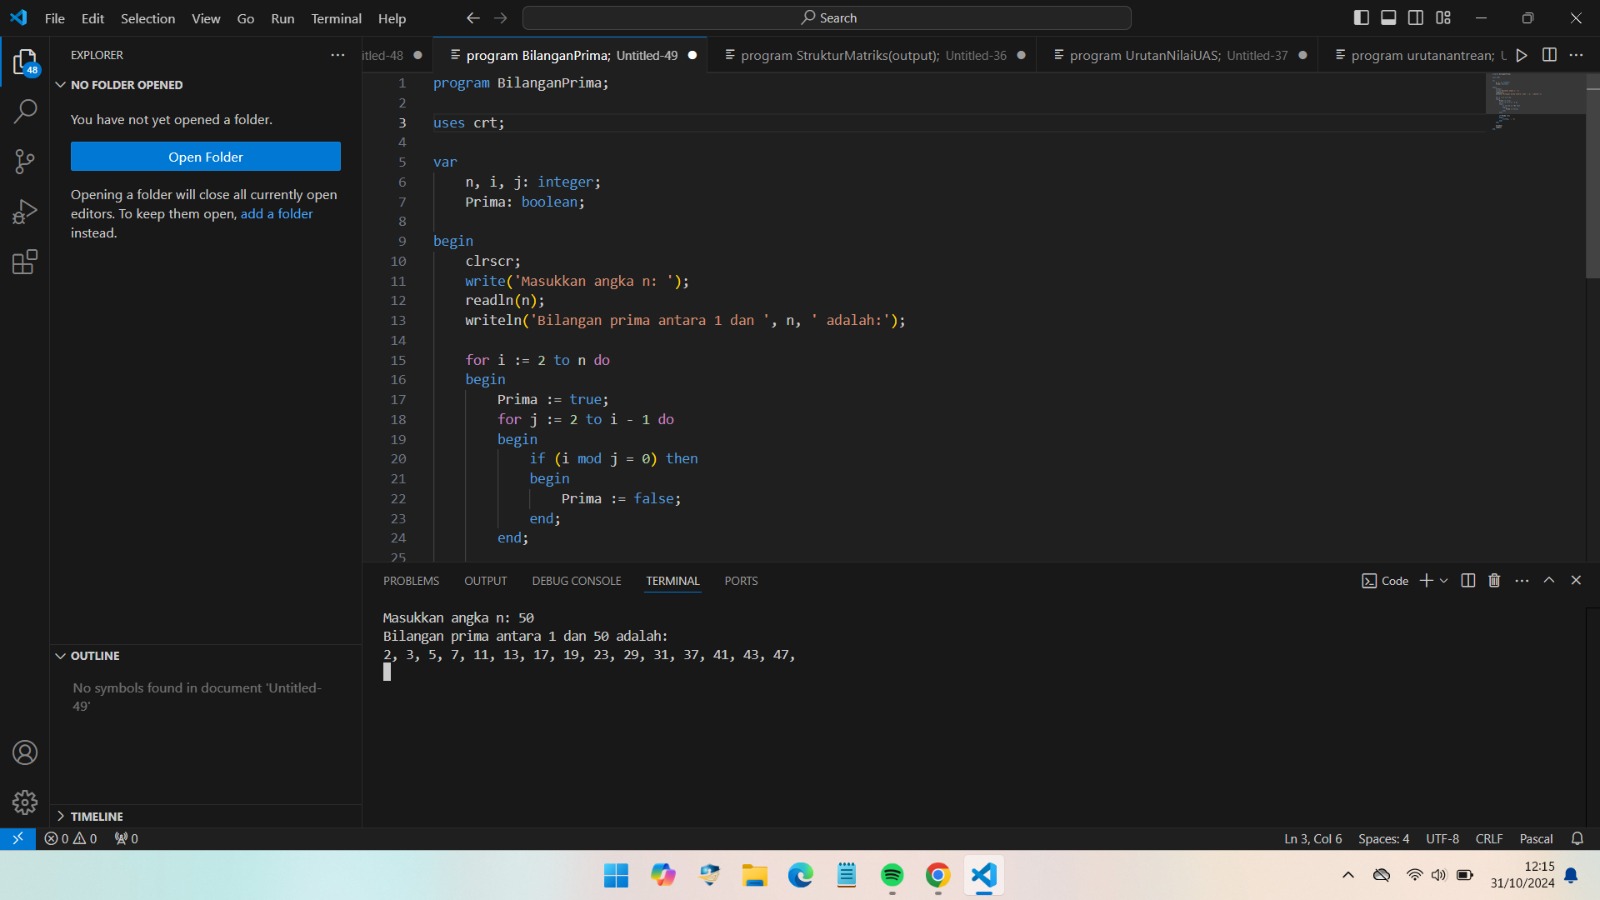 File Edit Selection View Go Run Terminal Help
Search
EXPLORER
NO FOLDER OPENED
You have not yet opened a folder.
Open Folder
Opening a folder will close all currently open
editors. To keep them open, add a folder
instead.
OUTLINE
No symbols found in document 'Untitled-
49'
TIMELINE
48
itled-48
program BilanganPrima; Untitled-49
program StrukturMatriks(output); Untitled-36
program UrutanNilaiUAS; Untitled-37
program urutanantrean; U
1 program BilanganPrima;
2
3 uses crt;
4
5 var
6 n, i, j: integer;
7 Prima: boolean;
8
9 begin
10 clrscr;
11 write('Masukkan angka n: ');
12 readln(n);
13 writeln('Bilangan prima antara 1 dan ', n, ' adalah:');
14
15 for i := 2 to n do
16 begin
17 Prima := true;
18 for j := 2 to i - 1 do
19 begin
20 if (i mod j = 0) then
21 begin
22 Prima := false;
23 end;
24 end;
25
PROBLEMS OUTPUT DEBUG CONSOLE TERMINAL PORTS
Code
Masukkan angka n: 50
Bilangan prima antara 1 dan 50 adalah:
2, 3, 5, 7, 11, 13, 17, 19, 23, 29, 31, 37, 41, 43, 47,
0 0 0
Ln 3, Col 6 Spaces: 4 UTF-8 CRLF Pascal
12:15
31/10/2024